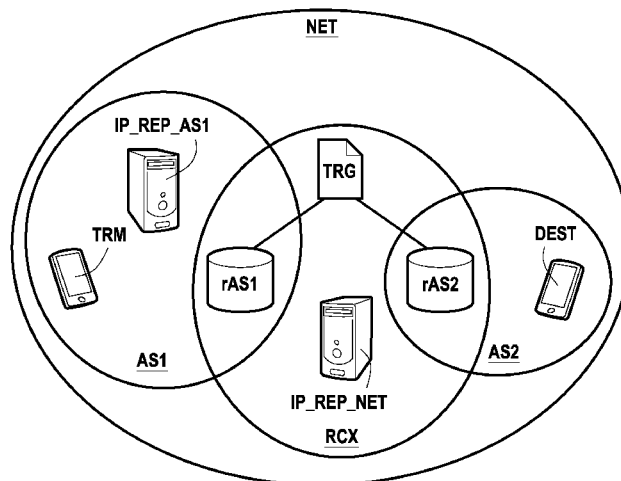 NET
IP_REP_AS1
TRG
TRM
DEST
rAS1
rAS2
AS1
AS2
IP_REP_NET
RCX